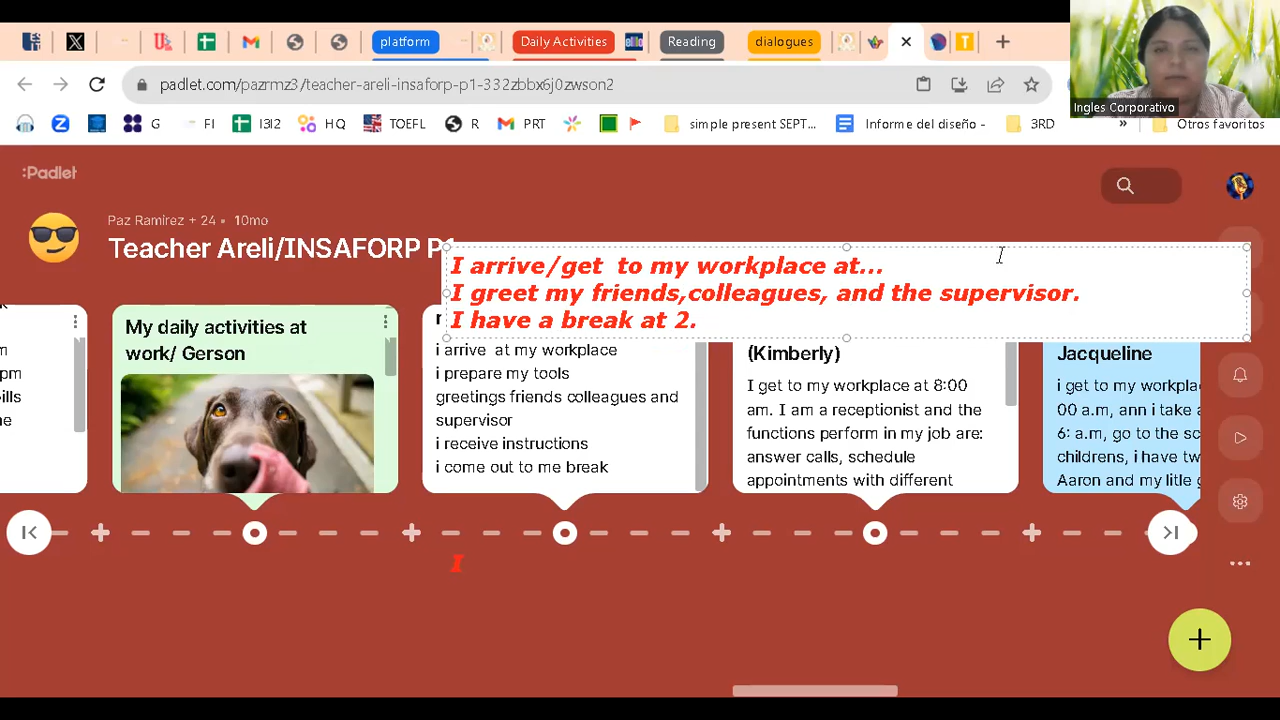 platform
Daily Activities
Reading
dialogues
Ingles Corporativo
padlet.com/pazrmz3/teacher-areli-insaforp-p1-332zbbx6j0zwson2
G
FI
I3I2
HQ
TOEFL
R
PRT
simple present SEPT...
Informe del diseño -
3RD
»
Otros favoritos
:Padlet
Paz Ramirez + 24 • 10mo
Teacher Areli/INSAFORP P1
I arrive/get to my workplace at...
I greet my friends,colleagues, and the supervisor.
I have a break at 2.
My daily activities at
work/ Gerson
i arrive at my workplace
i prepare my tools
greetings friends colleagues and
supervisor
i receive instructions
i come out to me break
(Kimberly)
I get to my workplace at 8:00
am. I am a receptionist and the
functions perform in my job are:
answer calls, schedule
appointments with different
Jacqueline
i get to my workpla
00 a.m, ann i take a
6: a.m, go to the sc
childrens, i have tw
Aaron and my litle g
I